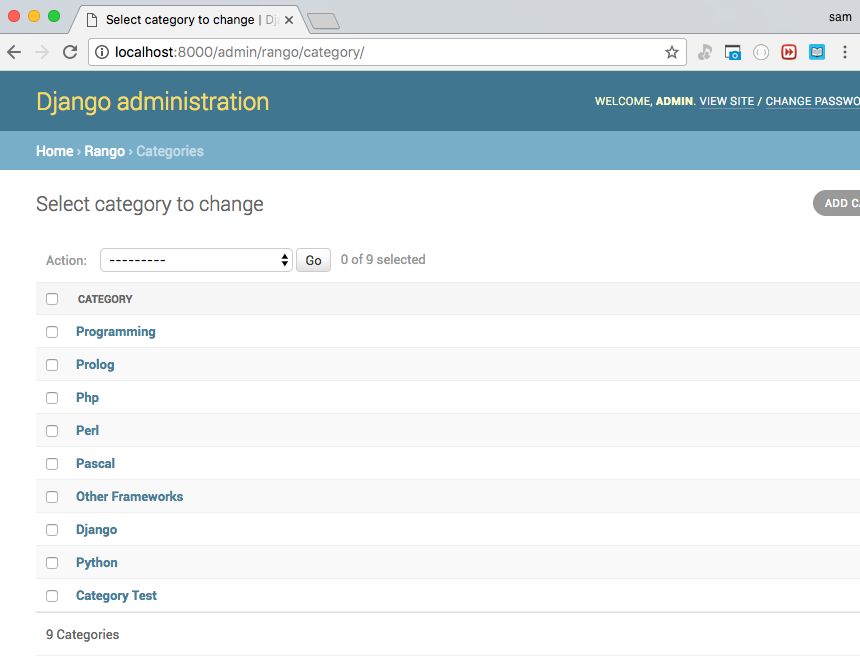 Select category to change | Dj
sam
localhost:8000/admin/rango/category/
Django administration
WELCOME, ADMIN. VIEW SITE / CHANGE PASSWO
Home › Rango › Categories
Select category to change
ADD CA
Action: --------- Go 0 of 9 selected
CATEGORY
Programming
Prolog
Php
Perl
Pascal
Other Frameworks
Django
Python
Category Test
9 Categories